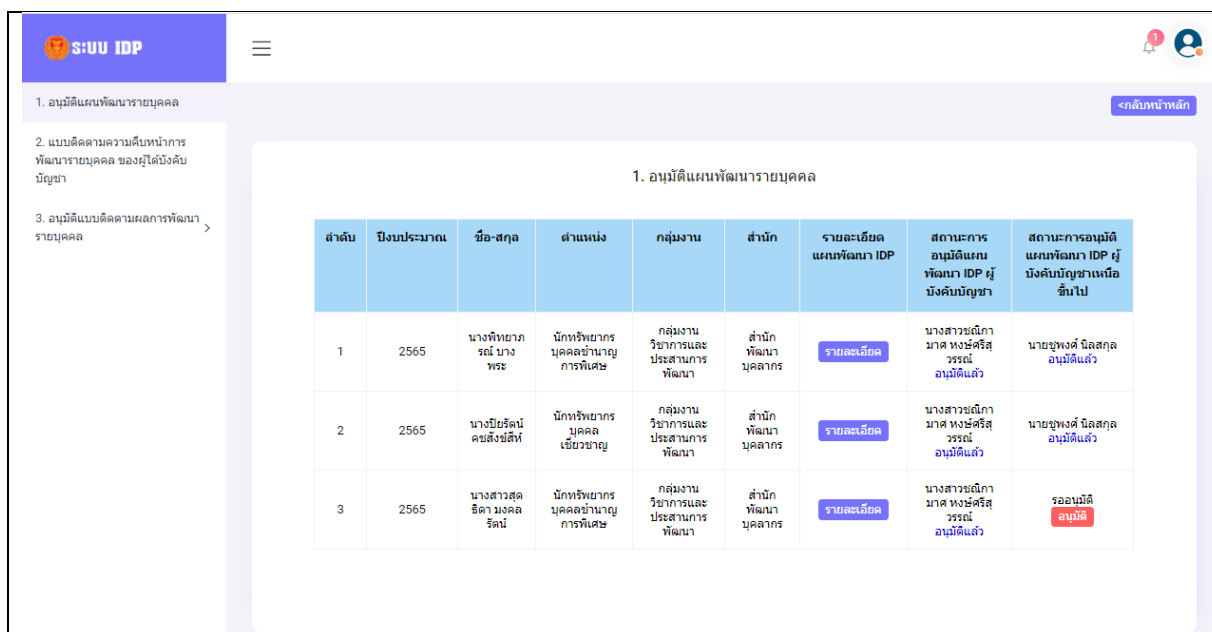 ระบบ IDP
1
1. อนุมัติแผนพัฒนารายบุคคล
<กลับหน้าหลัก
2. แบบติดตามความคืบหน้าการ
พัฒนารายบุคคล ของผู้ใต้บังคับ
บัญชา
3. อนุมัติแบบติดตามผลการพัฒนา
รายบุคคล
1. อนุมัติแผนพัฒนารายบุคคล
ลำดับ
ปีงบประมาณ
ชื่อ-สกุล
ตำแหน่ง
กลุ่มงาน
สำนัก
รายละเอียด
แผนพัฒนา IDP
สถานะการ
อนุมัติแผน
พัฒนา IDP ผู้
บังคับบัญชา
สถานะการอนุมัติ
แผนพัฒนา IDP ผู้
บังคับบัญชาเหนือ
ขึ้นไป
1
2565
นางพิทยาภ
รณ์ บาง
พระ
นักทรัพยากร
บุคคลชำนาญ
การพิเศษ
กลุ่มงาน
วิชาการและ
ประสานการ
พัฒนา
สำนัก
พัฒนา
บุคลากร
รายละเอียด
นางสาวชณิกา
มาศ หงษ์ศรีสุ
วรรณ์
อนุมัติแล้ว
นายชูพงศ์ นิลสกุล
อนุมัติแล้ว
2
2565
นางปิยรัตน์
คชสังข์สีห์
นักทรัพยากร
บุคคล
เชี่ยวชาญ
กลุ่มงาน
วิชาการและ
ประสานการ
พัฒนา
สำนัก
พัฒนา
บุคลากร
รายละเอียด
นางสาวชณิกา
มาศ หงษ์ศรีสุ
วรรณ์
อนุมัติแล้ว
นายชูพงศ์ นิลสกุล
อนุมัติแล้ว
3
2565
นางสาวสุด
ธิดา มงคล
รัตน์
นักทรัพยากร
บุคคลชำนาญ
การพิเศษ
กลุ่มงาน
วิชาการและ
ประสานการ
พัฒนา
สำนัก
พัฒนา
บุคลากร
รายละเอียด
นางสาวชณิกา
มาศ หงษ์ศรีสุ
วรรณ์
อนุมัติแล้ว
รออนุมัติ
อนุมัติ